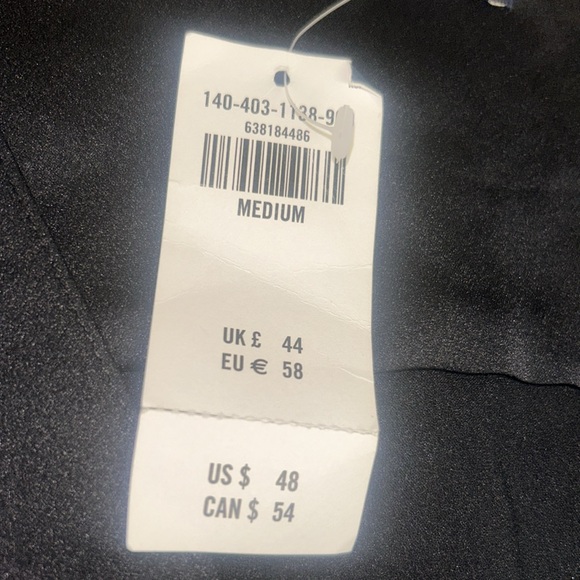 140-403-1138-9
638184486
MEDIUM
UK £ 44
EU € 58
US $ 48
CAN $ 54